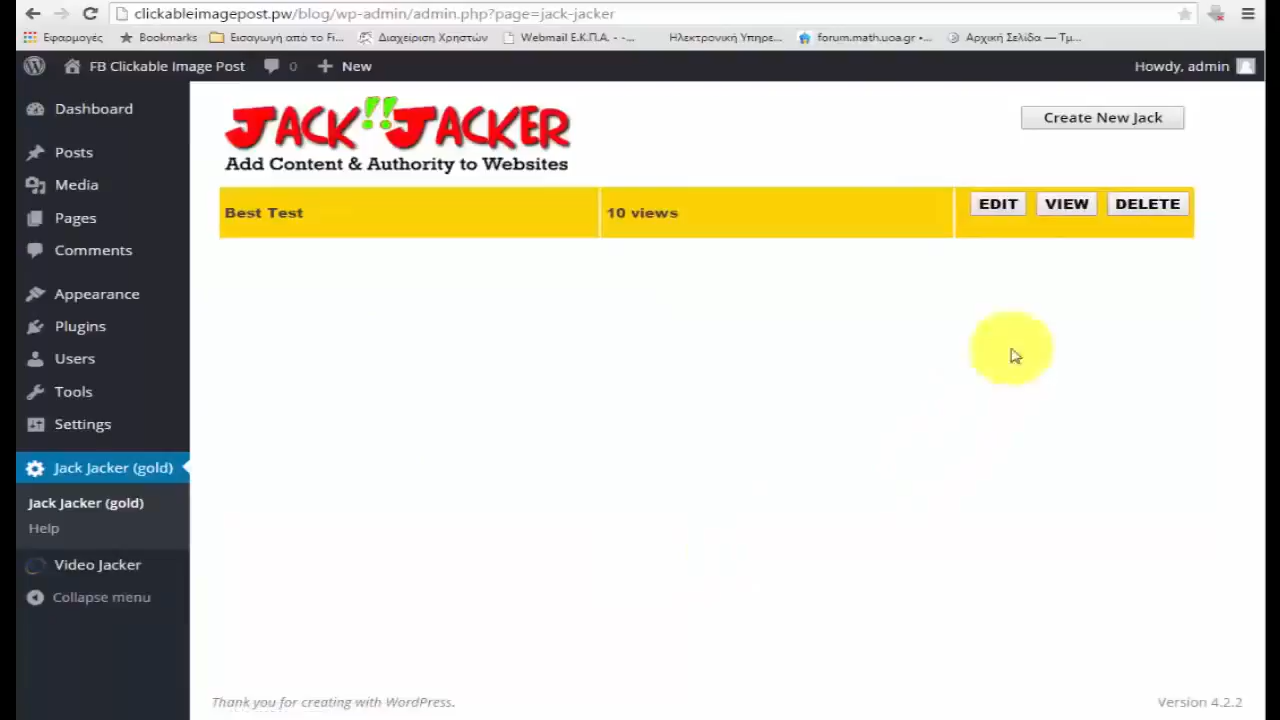 clickableimagepost.pw/blog/wp-admin/admin.php?page=jack-jacker
Εφαρμογές Bookmarks Εισαγωγή από το Fi... Διαχείριση Χρηστών Webmail Ε.Κ.Π.Α. - -... Ηλεκτρονική Υπηρε... forum.math.uoa.gr •... Αρχική Σελίδα — Τμ...
FB Clickable Image Post 0 New Howdy, admin
Dashboard
Posts
Media
Pages
Comments
Appearance
Plugins
Users
Tools
Settings
Jack Jacker (gold)
Jack Jacker (gold)
Help
Video Jacker
Collapse menu
JACK!!JACKER
Add Content & Authority to Websites
Create New Jack
Best Test 10 views EDIT VIEW DELETE
Thank you for creating with WordPress. Version 4.2.2